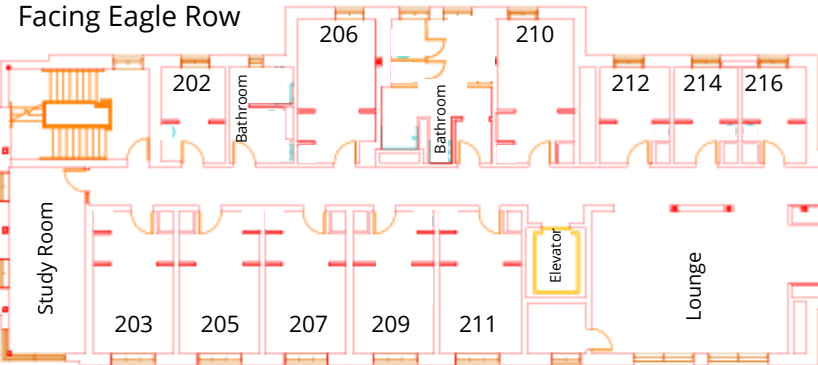 Facing Eagle Row
206
210
202
212
214
216
Bathroom
Bathroom
Study Room
Elevator
Lounge
203
205
207
209
211